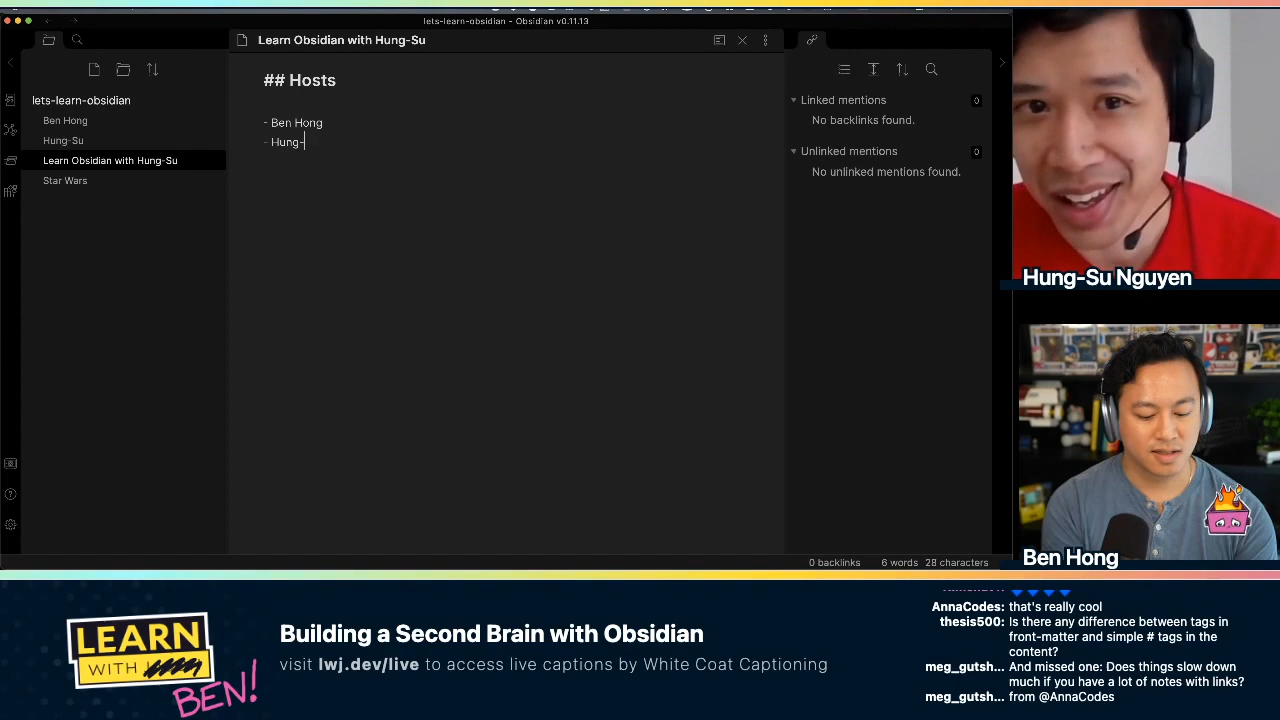 lets-learn-obsidian - Obsidian v0.11.13
Learn Obsidian with Hung-Su
lets-learn-obsidian
Ben Hong
Hung-Su
Learn Obsidian with Hung-Su
Star Wars
## Hosts
- Ben Hong
- Hung-
Linked mentions 0
No backlinks found.
Unlinked mentions 0
No unlinked mentions found.
0 backlinks 6 words 28 characters
Hung-Su Nguyen
Ben Hong
LEARN
WITH
BEN!
Building a Second Brain with Obsidian
visit lwj.dev/live to access live captions by White Coat Captioning
AnnaCodes: that's really cool
thesis500: Is there any difference between tags in
front-matter and simple # tags in the
content?
meg_gutsh... And missed one: Does things slow down
much if you have a lot of notes with links?
meg_gutsh... from @AnnaCodes